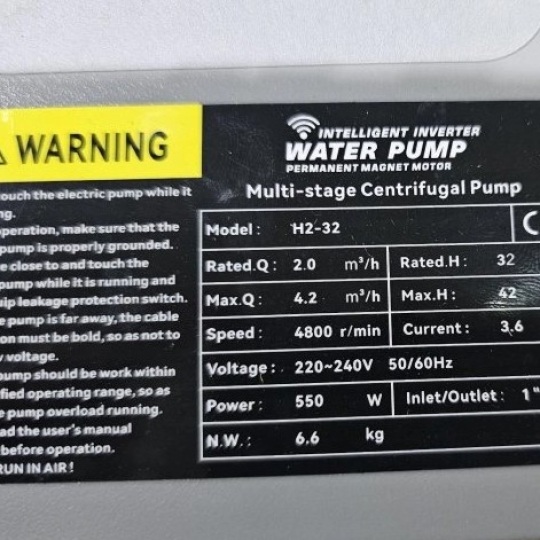 WARNING
ouch the electric pump while it
ng.
operation, make sure that the
pump is properly grounded.
e close to and touch the
pump while it is running and
uip leakage protection switch.
e pump is far away, the cable
on must be bold, so as not to
y voltage.
pump should be work within
ified operating range, so as
e pump overload running.
ad the user's manual
before operation.
RUN IN AIR!
INTELLIGENT INVERTER
WATER PUMP
PERMANENT MAGNET MOTOR
Multi-stage Centrifugal Pump
Model: H2-32
Rated.Q: 2.0 m³/h Rated.H: 32
Max.Q: 4.2 m³/h Max.H: 42
Speed: 4800 r/min Current: 3.6
Voltage: 220~240V 50/60Hz
Power: 550 W Inlet/Outlet: 1"
N.W.: 6.6 kg